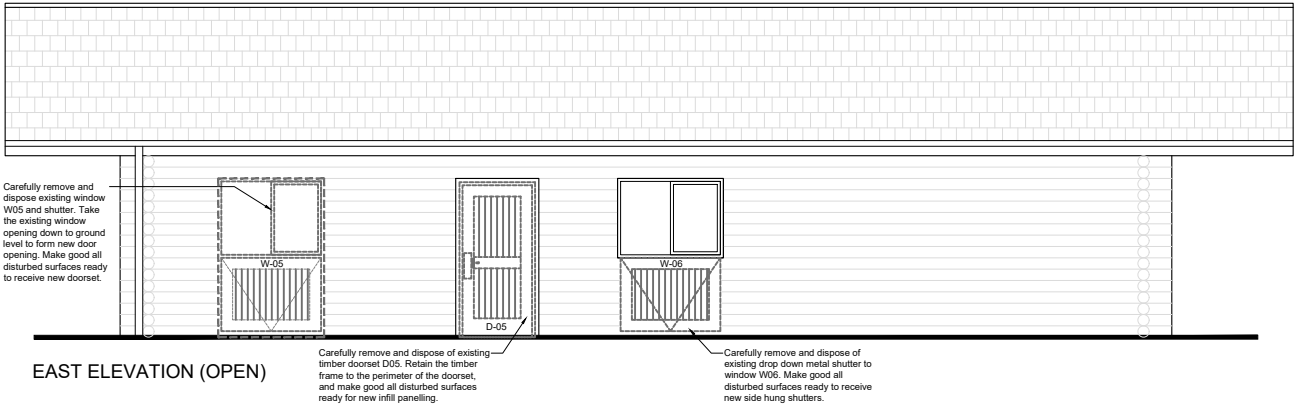 Carefully remove and
dispose existing window
W05 and shutter. Take
the existing window
opening down to ground
level to form new door
opening. Make good all
disturbed surfaces ready
to receive new doorset.
W-05
D-05
W-06
EAST ELEVATION (OPEN)
Carefully remove and dispose of existing
timber doorset D05. Retain the timber
frame to the perimeter of the doorset,
and make good all disturbed surfaces
ready for new infill panelling.
Carefully remove and dispose of
existing drop down metal shutter to
window W06. Make good all
disturbed surfaces ready to receive
new side hung shutters.